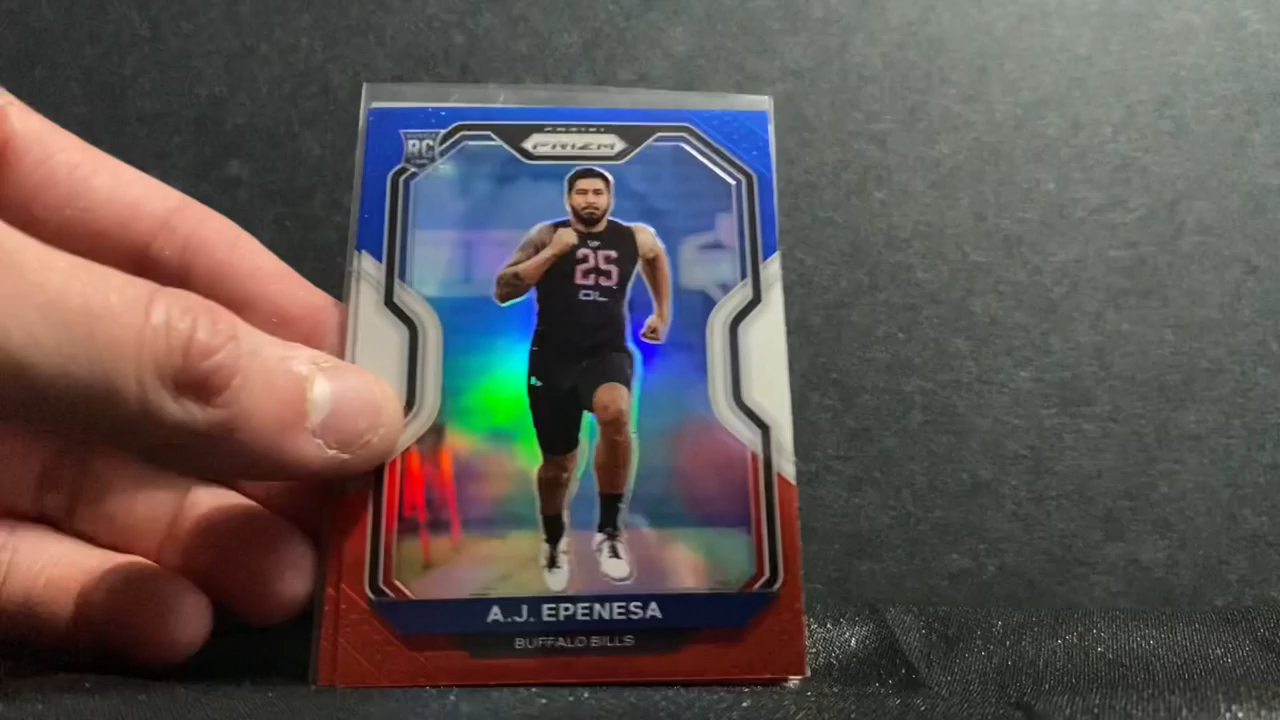 PANINI
PRIZM
RC
25
OL
A.J. EPENESA
BUFFALO BILLS